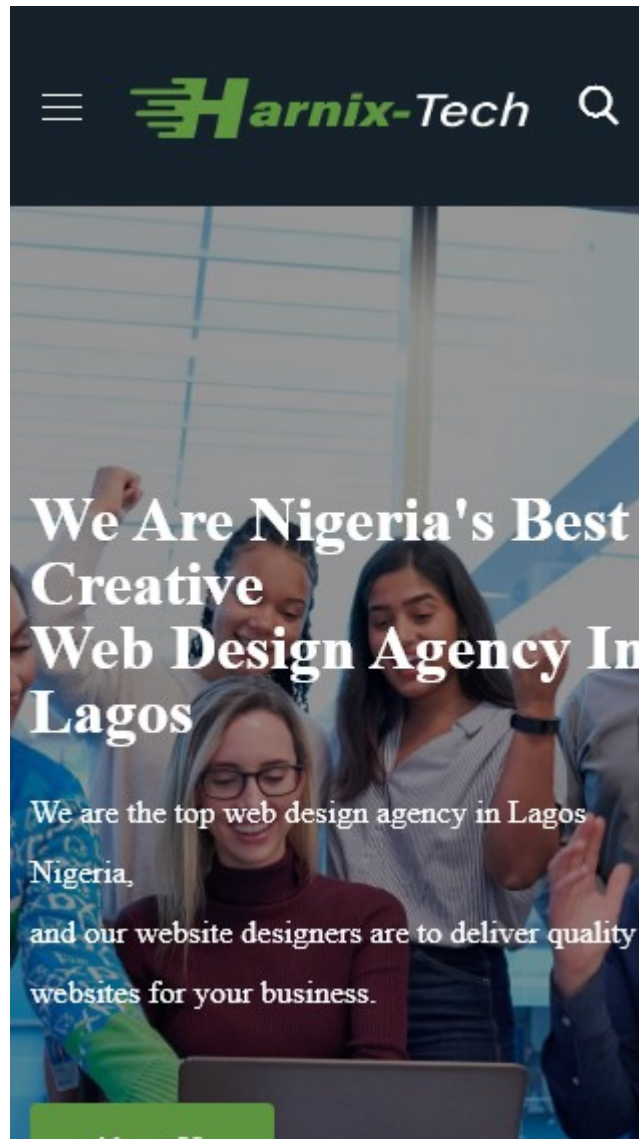 Harnix-Tech
We Are Nigeria's Best
Creative
Web Design Agency In
Lagos
We are the top web design agency in Lagos
Nigeria,
and our website designers are to deliver quality
websites for your business.